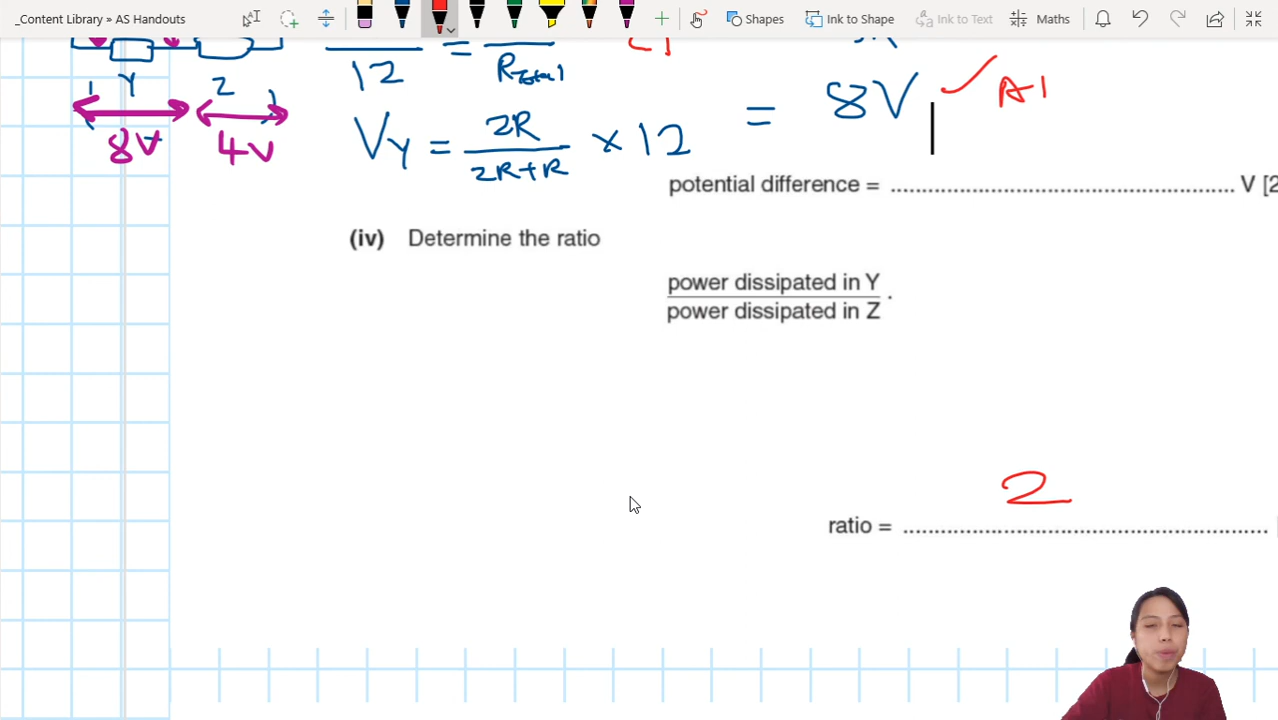 _Content Library » AS Handouts
Shapes Ink to Shape Ink to Text Maths
12 = R_Total
Y Z
8V 4V
V_Y = 2R / 2R+R × 12 = 8V ✓ A1
potential difference = .................................................. V [2
(iv) Determine the ratio
power dissipated in Y
power dissipated in Z .
2
ratio = ..................................................